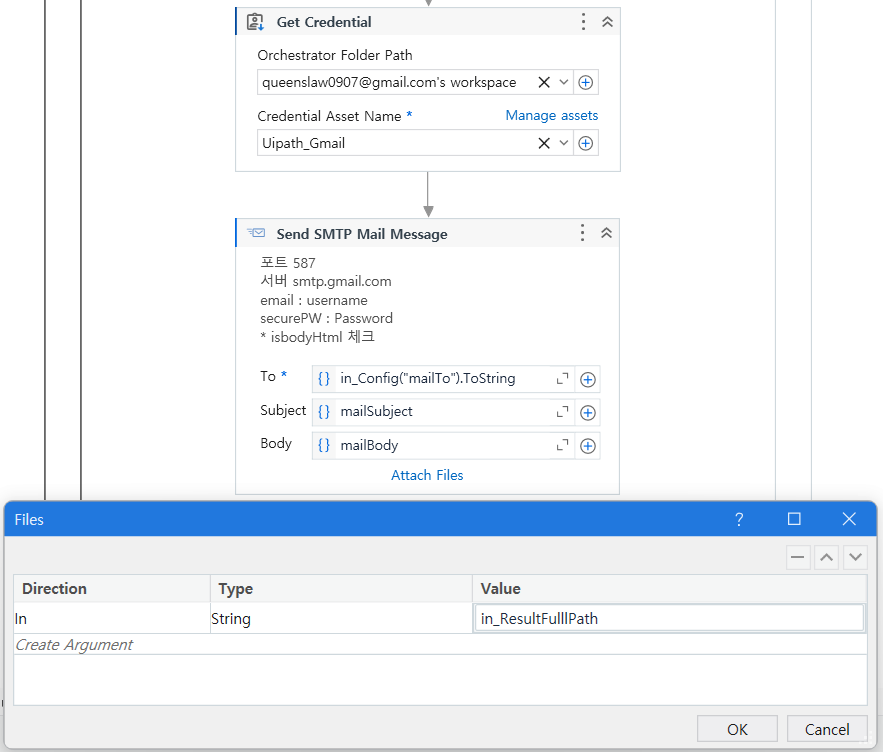 Get Credential
Orchestrator Folder Path
queenslaw0907@gmail.com's workspace
Credential Asset Name *
Manage assets
Uipath_Gmail
Send SMTP Mail Message
포트 587
서버 smtp.gmail.com
email : username
securePW : Password
* isbodyHtml 체크
To *
{} in_Config("mailTo").ToString
Subject
{} mailSubject
Body
{} mailBody
Attach Files
Files
?
Direction Type Value
In String in_ResultFulllPath
Create Argument
OK Cancel